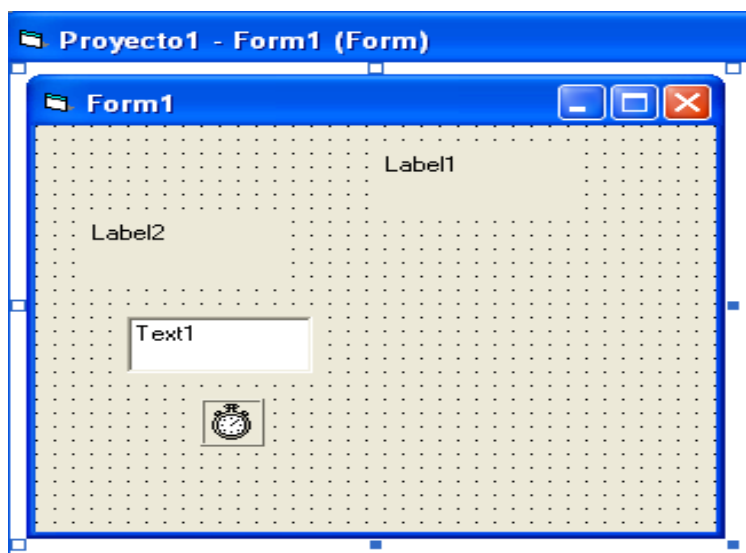 Proyecto1 - Form1 (Form)
Form1
Label1
Label2
Text1